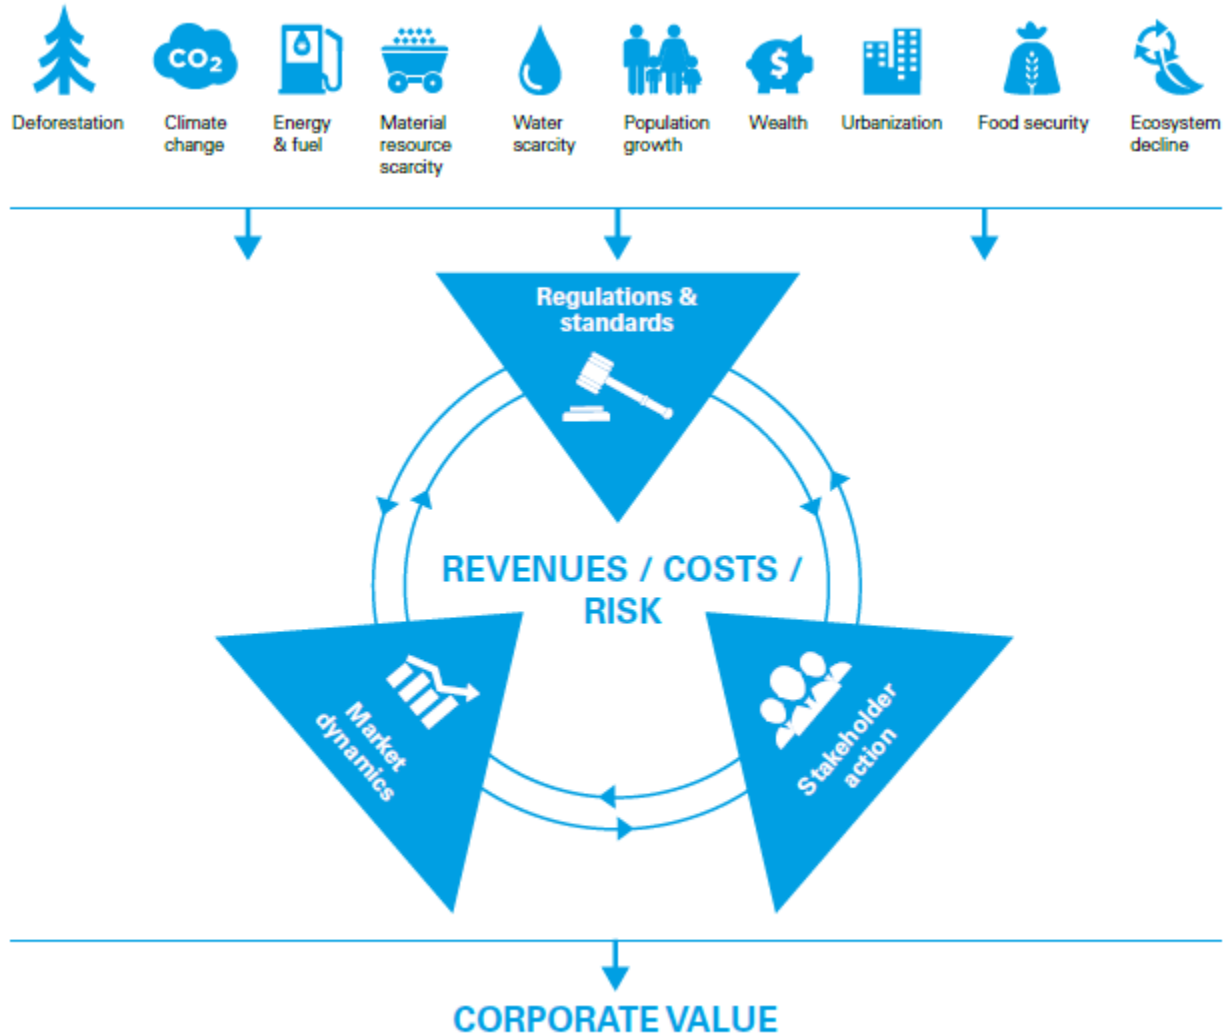 CO2
$
Deforestation
Climate
change
Energy
& fuel
Material
resource
scarcity
Water
scarcity
Population
growth
Wealth
Urbanization
Food security
Ecosystem
decline
Regulations &
standards
REVENUES / COSTS /
RISK
Market
dynamics
Stakeholder
action
CORPORATE VALUE